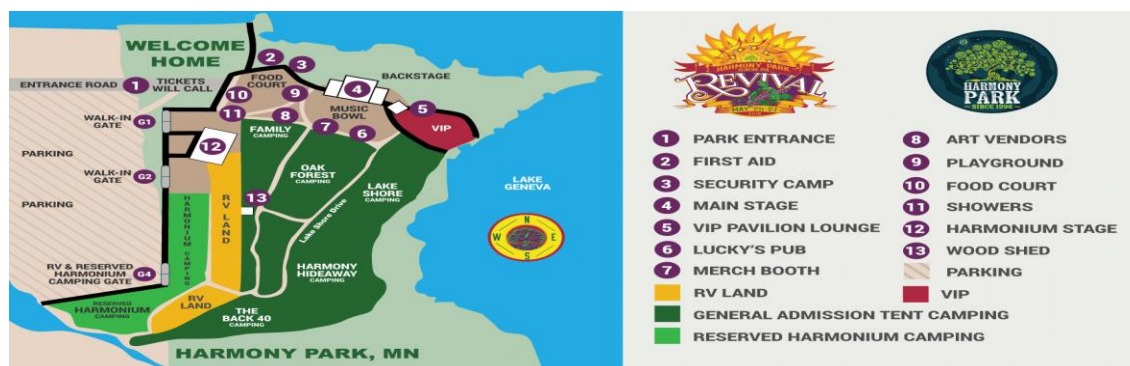 WELCOME
HOME
ENTRANCE ROAD
1
TICKETS
WILL CALL
2
3
FOOD
COURT
BACKSTAGE
4
9
10
MUSIC
BOWL
5
VIP
WALK-IN
GATE
G1
11
8
7
6
FAMILY
CAMPING
12
PARKING
WALK-IN
GATE
G2
OAK
FOREST
CAMPING
LAKE
SHORE
CAMPING
LAKE
GENEVA
PARKING
13
RV LAND
HARMONIUM
CAMPING
Lake Shore Drive
N
W
E
S
RV & RESERVED
HARMONIUM
CAMPING GATE
G4
HARMONY
HIDEAWAY
CAMPING
RESERVED
HARMONIUM
CAMPING
RV
LAND
THE
BACK 40
CAMPING
HARMONY PARK, MN
HARMONY PARK
REVIVAL
HARMONY
PARK
SINCE 1996
1 PARK ENTRANCE
2 FIRST AID
3 SECURITY CAMP
4 MAIN STAGE
5 VIP PAVILION LOUNGE
6 LUCKY'S PUB
7 MERCH BOOTH
RV LAND
GENERAL ADMISSION TENT CAMPING
RESERVED HARMONIUM CAMPING
8 ART VENDORS
9 PLAYGROUND
10 FOOD COURT
11 SHOWERS
12 HARMONIUM STAGE
13 WOOD SHED
PARKING
VIP